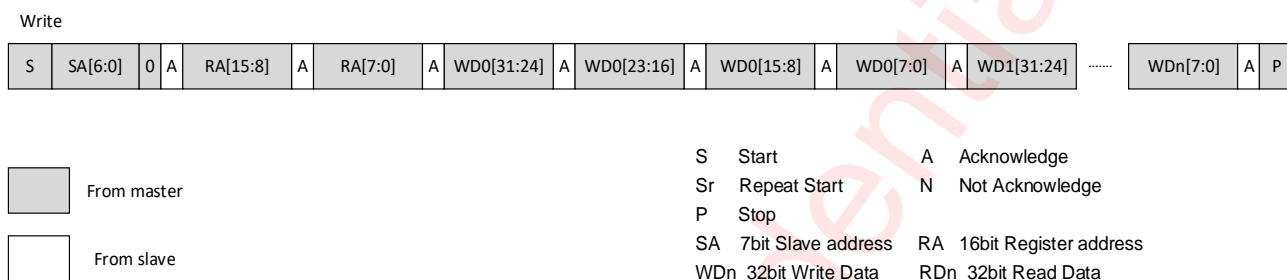 Write
S SA[6:0] 0 A RA[15:8] A RA[7:0] A WD0[31:24] A WD0[23:16] A WD0[15:8] A WD0[7:0] A WD1[31:24] ....... WDn[7:0] A P
S Start A Acknowledge
Sr Repeat Start N Not Acknowledge
From master
P Stop
SA 7bit Slave address RA 16bit Register address
From slave
WDn 32bit Write Data RDn 32bit Read Data